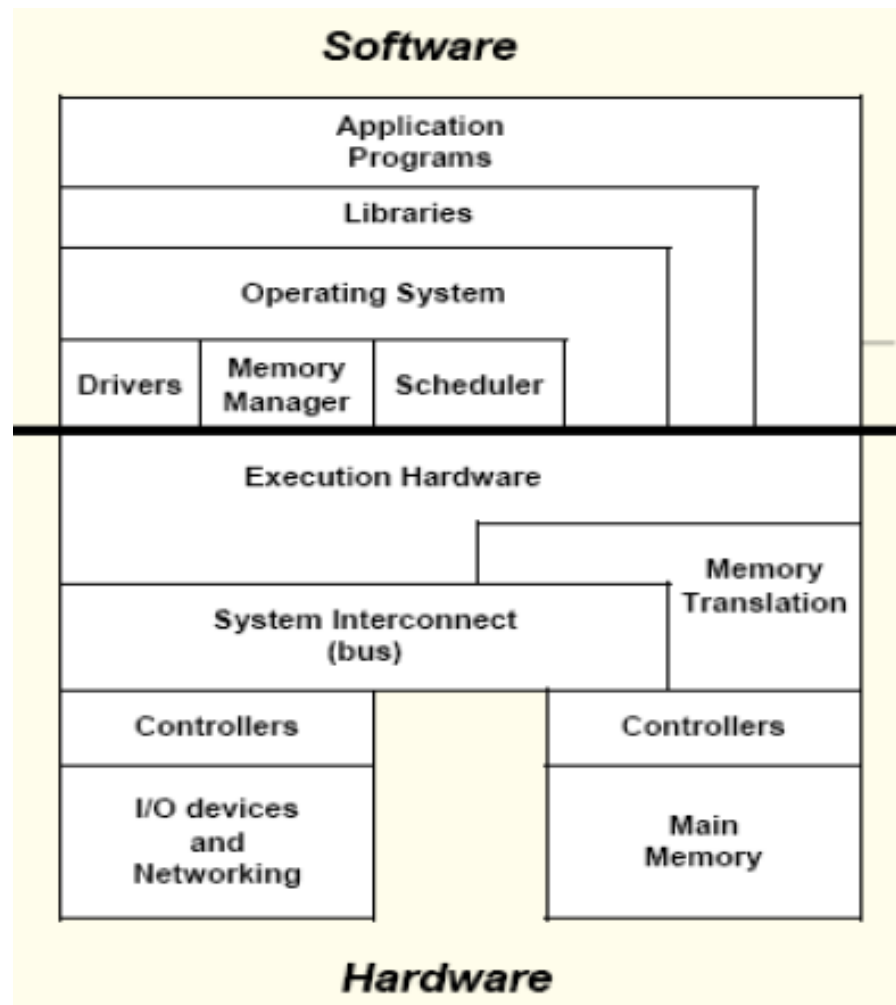 Software
Application
Programs
Libraries
Operating System
Drivers
Memory
Manager
Scheduler
Execution Hardware
Memory
Translation
System Interconnect
(bus)
Controllers
Controllers
I/O devices
and
Networking
Main
Memory
Hardware